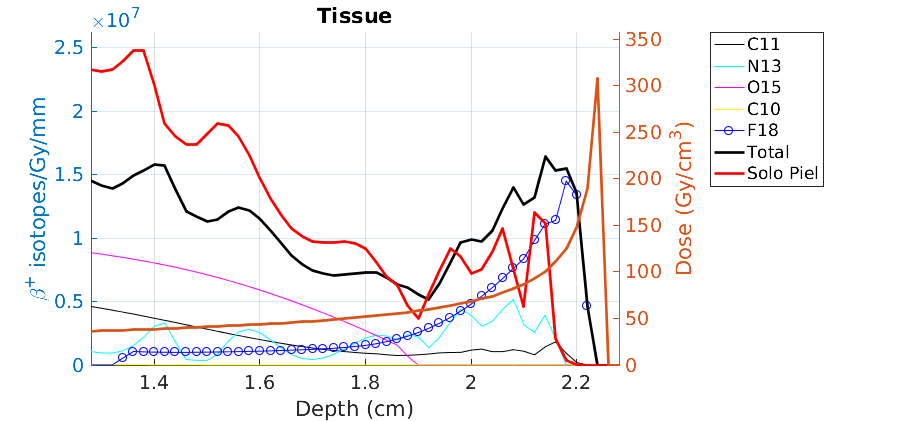 Tissue
×10⁷
2.5
2
1.5
1
0.5
0
β⁺ isotopes/Gy/mm
350
300
250
200
150
100
50
0
Dose (Gy/cm³)
1.4 1.6 1.8 2 2.2
Depth (cm)
C11
N13
O15
C10
F18
Total
Solo Piel